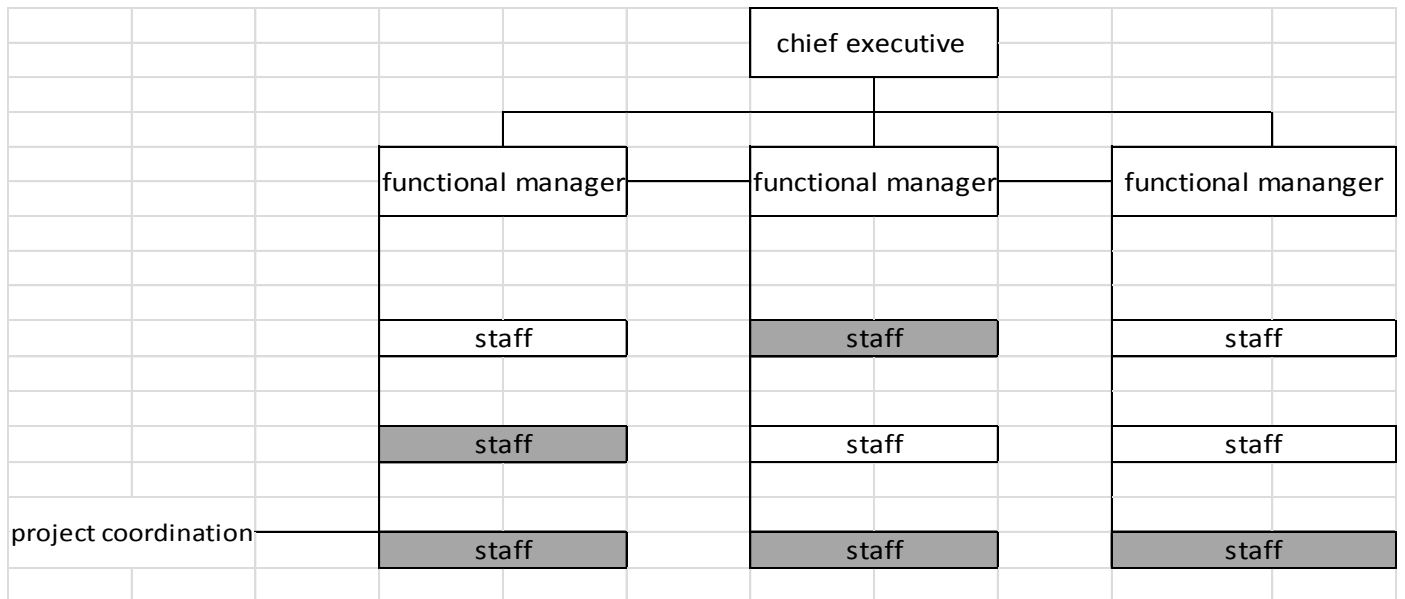 chief executive
functional manager
functional manager
functional mananger
staff
staff
staff
staff
staff
staff
project coordination
staff
staff
staff